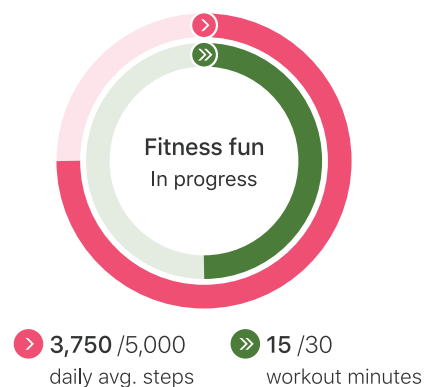 Fitness fun
In progress
3,750 /5,000
daily avg. steps
15 /30
workout minutes